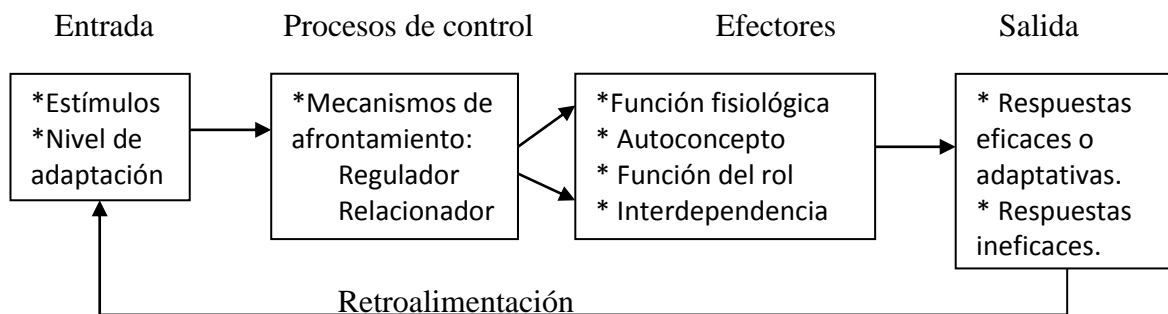 Entrada
Procesos de control
Efectores
Salida
*Estímulos
*Nivel de
adaptación
*Mecanismos de
afrontamiento:
Regulador
Relacionador
*Función fisiológica
* Autoconcepto
* Función del rol
* Interdependencia
* Respuestas
eficaces o
adaptativas.
* Respuestas
ineficaces.
Retroalimentación